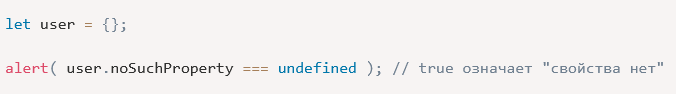 let user = {};
alert( user.noSuchProperty === undefined ); // true означает "свойства нет"